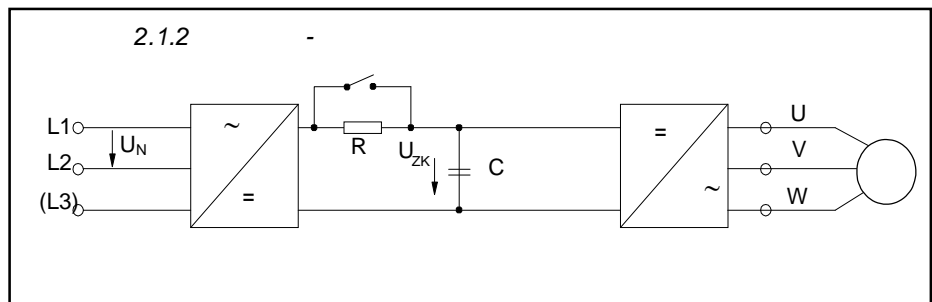 2.1.2 -
L1
L2
(L3)
U_N
~
=
R
U_ZK
C
=
~
U
V
W